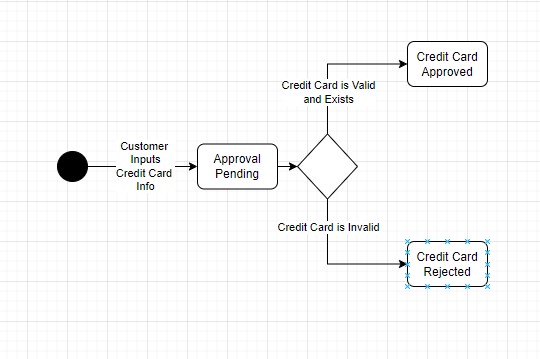 Credit Card
Approved
Credit Card is Valid
and Exists
Customer
Inputs
Credit Card
Info
Approval
Pending
Credit Card is Invalid
Credit Card
Rejected